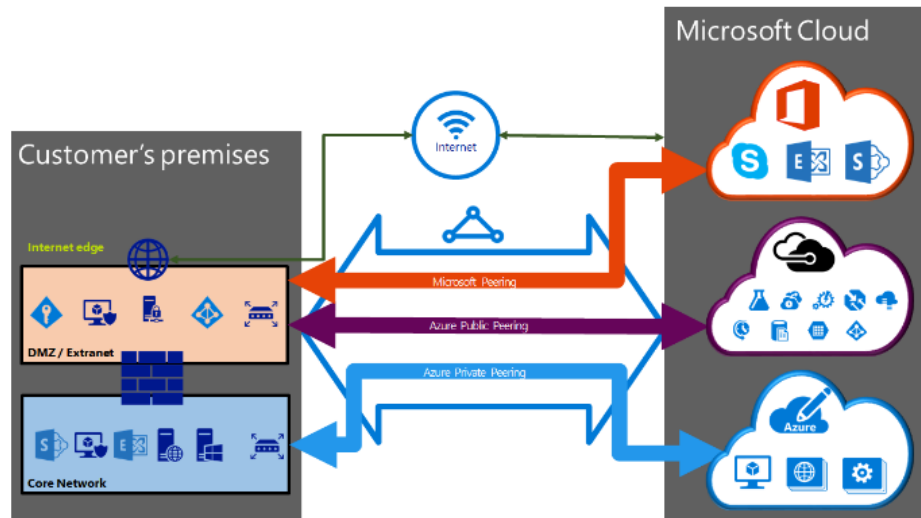 Microsoft Cloud
Internet
Customer's premises
Internet edge
Microsoft Peering
S
E
S
Azure Public Peering
DMZ / Extranet
Azure Private Peering
Azure
S
E
Core Network